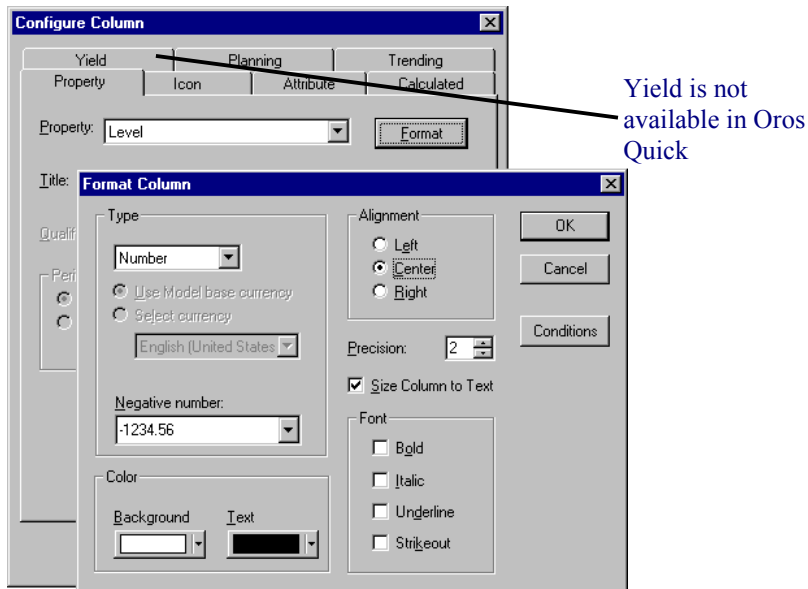 Configure Column
Yield Planning Trending
Property Icon Attribute Calculated
Property: Level Format
Title:
Format Column
Type
Number
Use Model base currency
Select currency
English (United States
Negative number:
-1234.56
Color
Background Text
Alignment
Left
Center
Right
Precision: 2
Size Column to Text
Font
Bold
Italic
Underline
Strikeout
OK
Cancel
Conditions
Qualif
Peri
Yield is not
available in Oros
Quick